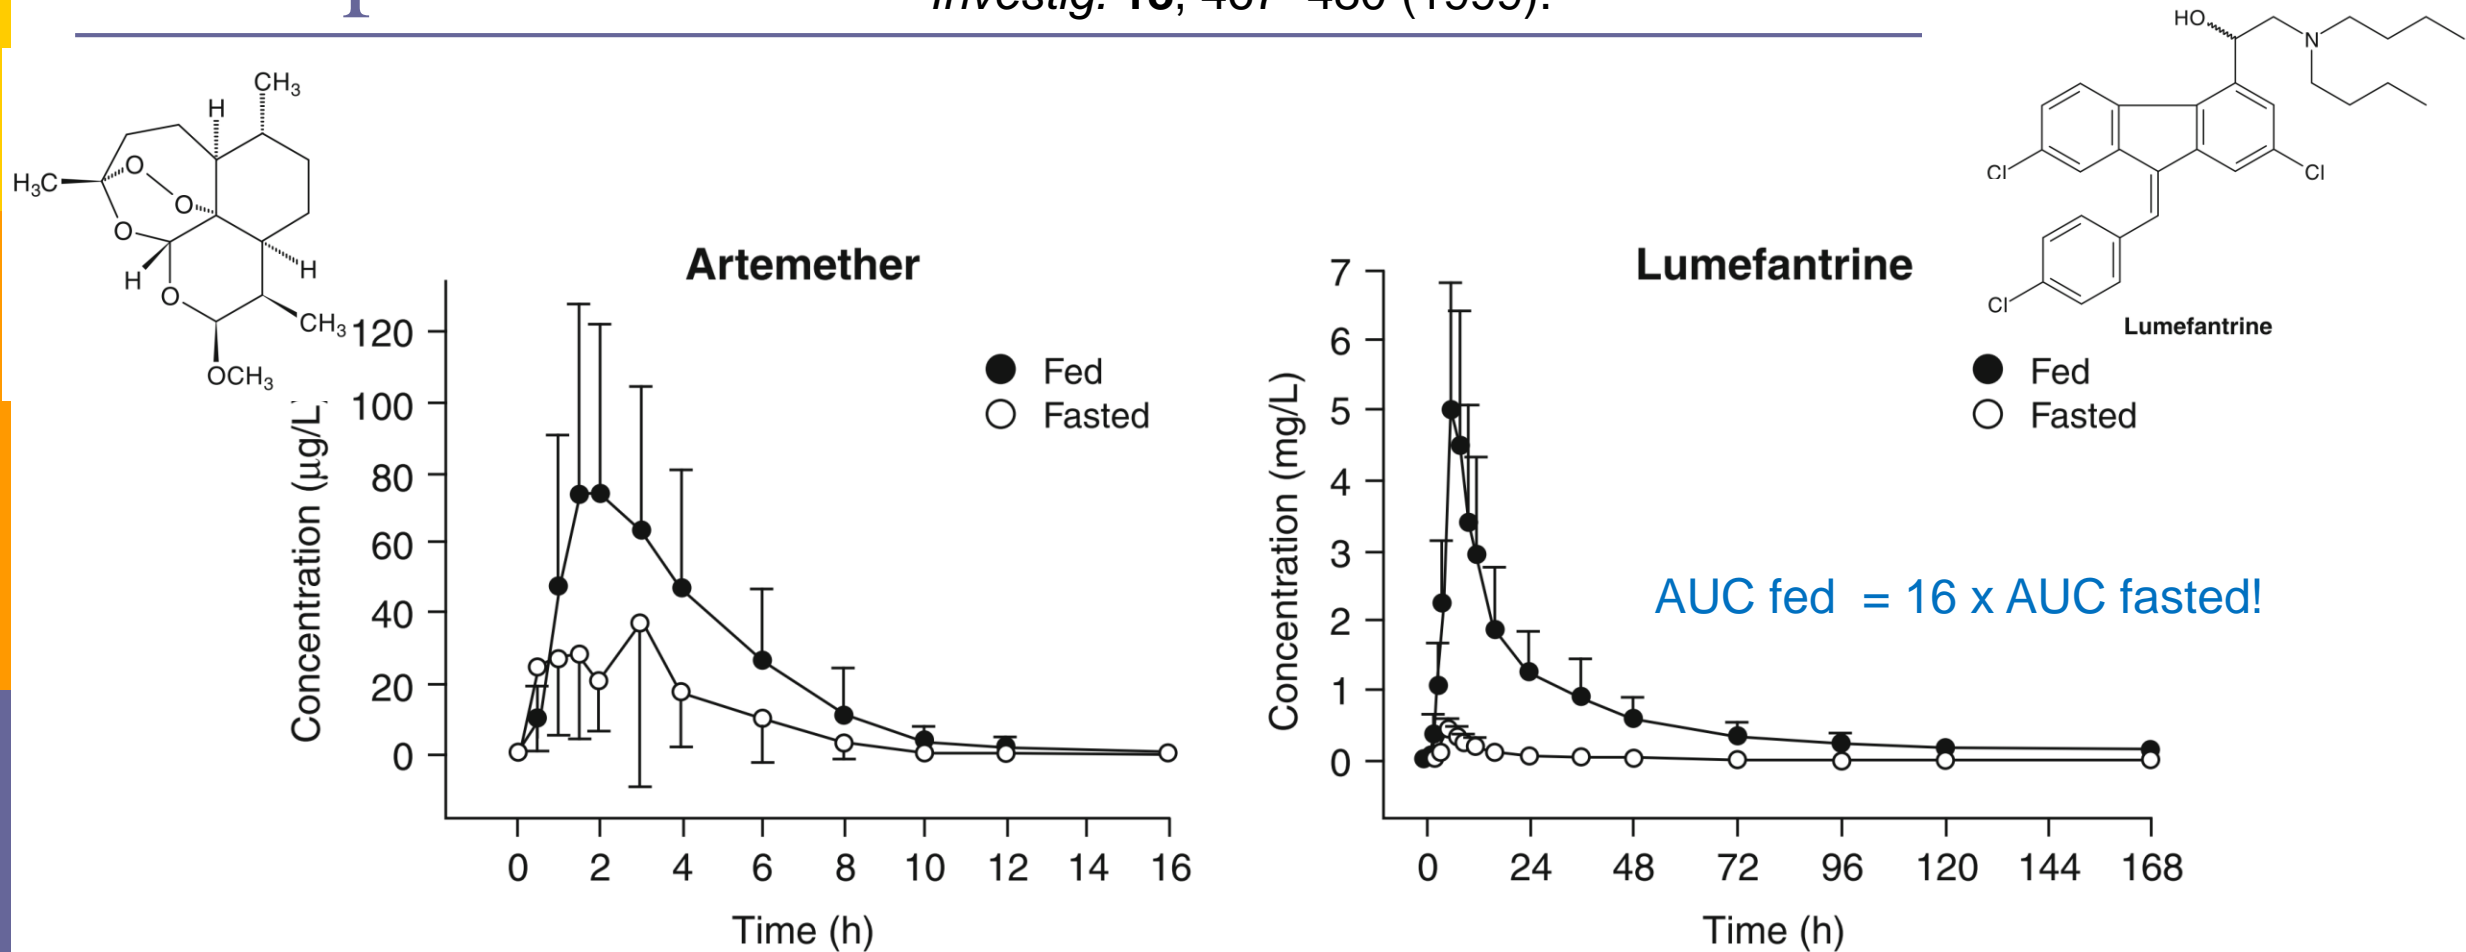 Investig. 16, 467–480 (1999).
CH3
H
H3C
O
O
O
H
H
O
CH3
OCH3
HO
N
Cl
Cl
Cl
Lumefantrine
Artemether
Concentration (µg/L)
120
100
80
60
40
20
0
Fed
Fasted
0 2 4 6 8 10 12 14 16
Time (h)
Lumefantrine
Concentration (mg/L)
7
6
5
4
3
2
1
0
Fed
Fasted
AUC fed = 16 x AUC fasted!
0 24 48 72 96 120 144 168
Time (h)